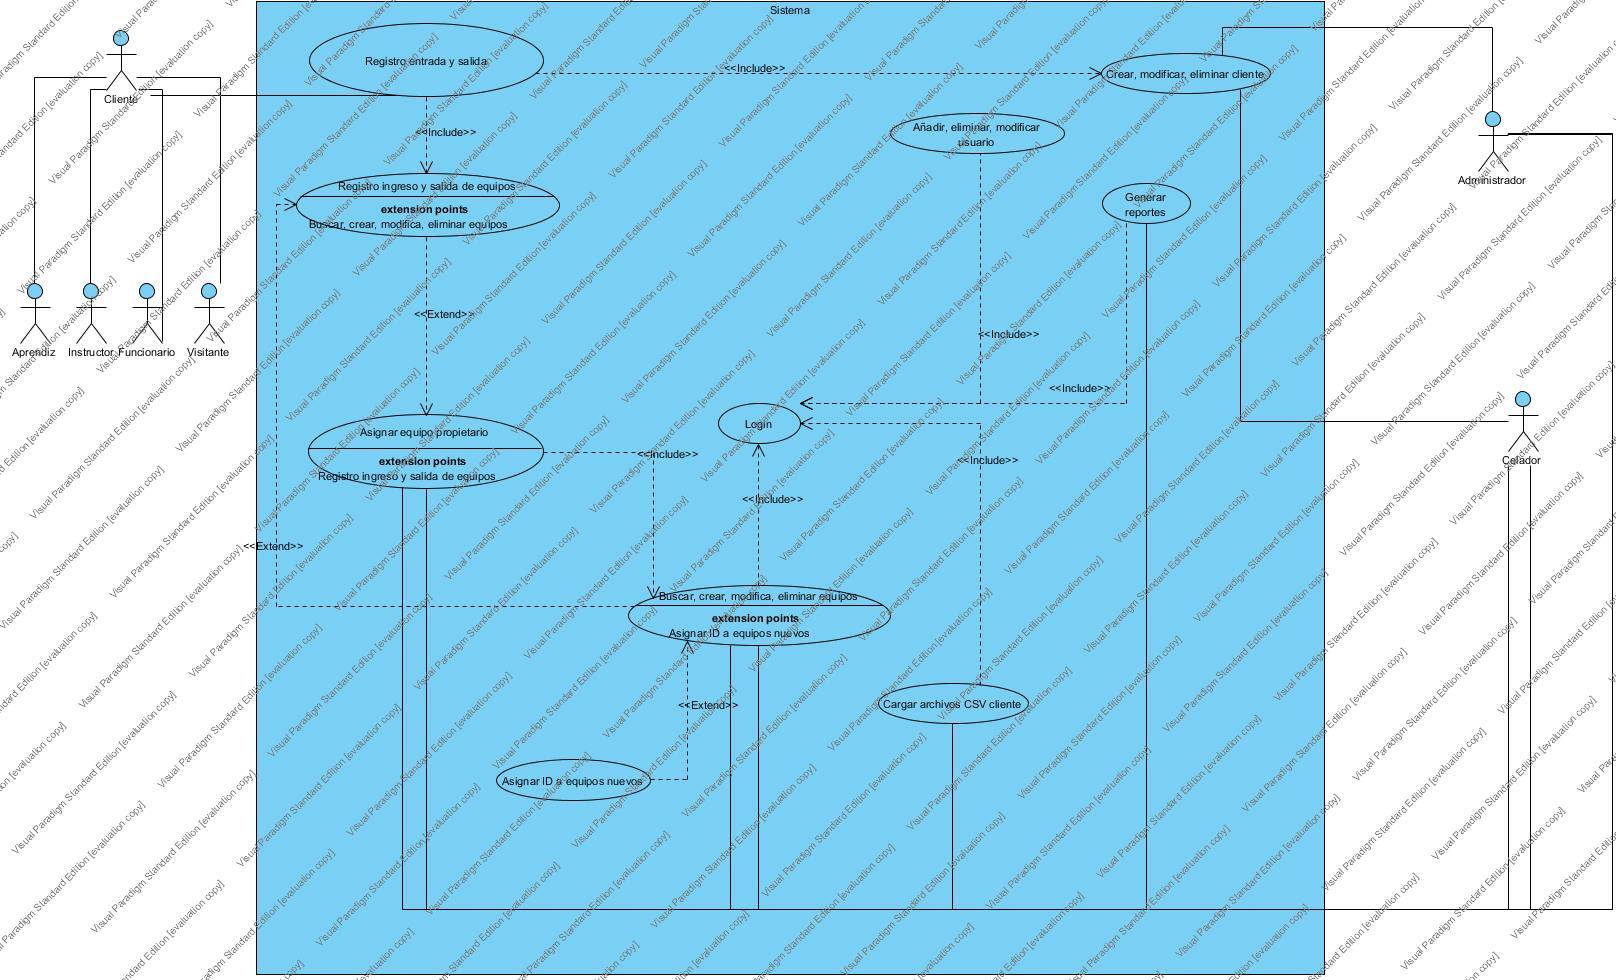 Sistema
Cliente
Registro entrada y salida
<<Include>>
Crear, modificar, eliminar cliente
<<Include>>
Añadir, eliminar, modificar
usuario
Administrador
Registro ingreso y salida de equipos
extension points
Buscar, crear, modifica, eliminar equipos
Generar
reportes
Aprendiz
Instructor
Funcionario
Visitante
<<Extend>>
<<Include>>
<<Include>>
Login
Asignar equipo propietario
extension points
Registro ingreso y salida de equipos
<<Include>>
<<Include>>
Celador
<<Include>>
<<Extend>>
Buscar, crear, modifica, eliminar equipos
extension points
Asignar ID a equipos nuevos
<<Extend>>
Cargar archivos CSV cliente
Asignar ID a equipos nuevos
Visual Paradigm Standard Edition [evaluation copy]